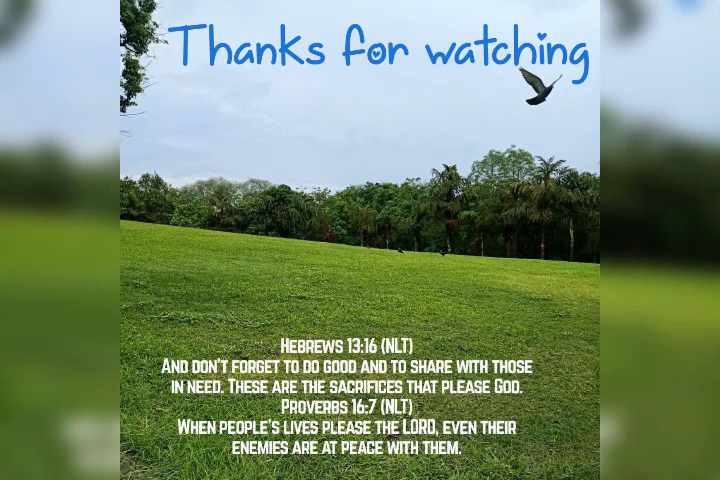 Thanks for watching
Hebrews 13:16 (NLT)
And don't forget to do good and to share with those
in need. These are the sacrifices that please God.
Proverbs 16:7 (NLT)
When people's lives please the LORD, even their
enemies are at peace with them.